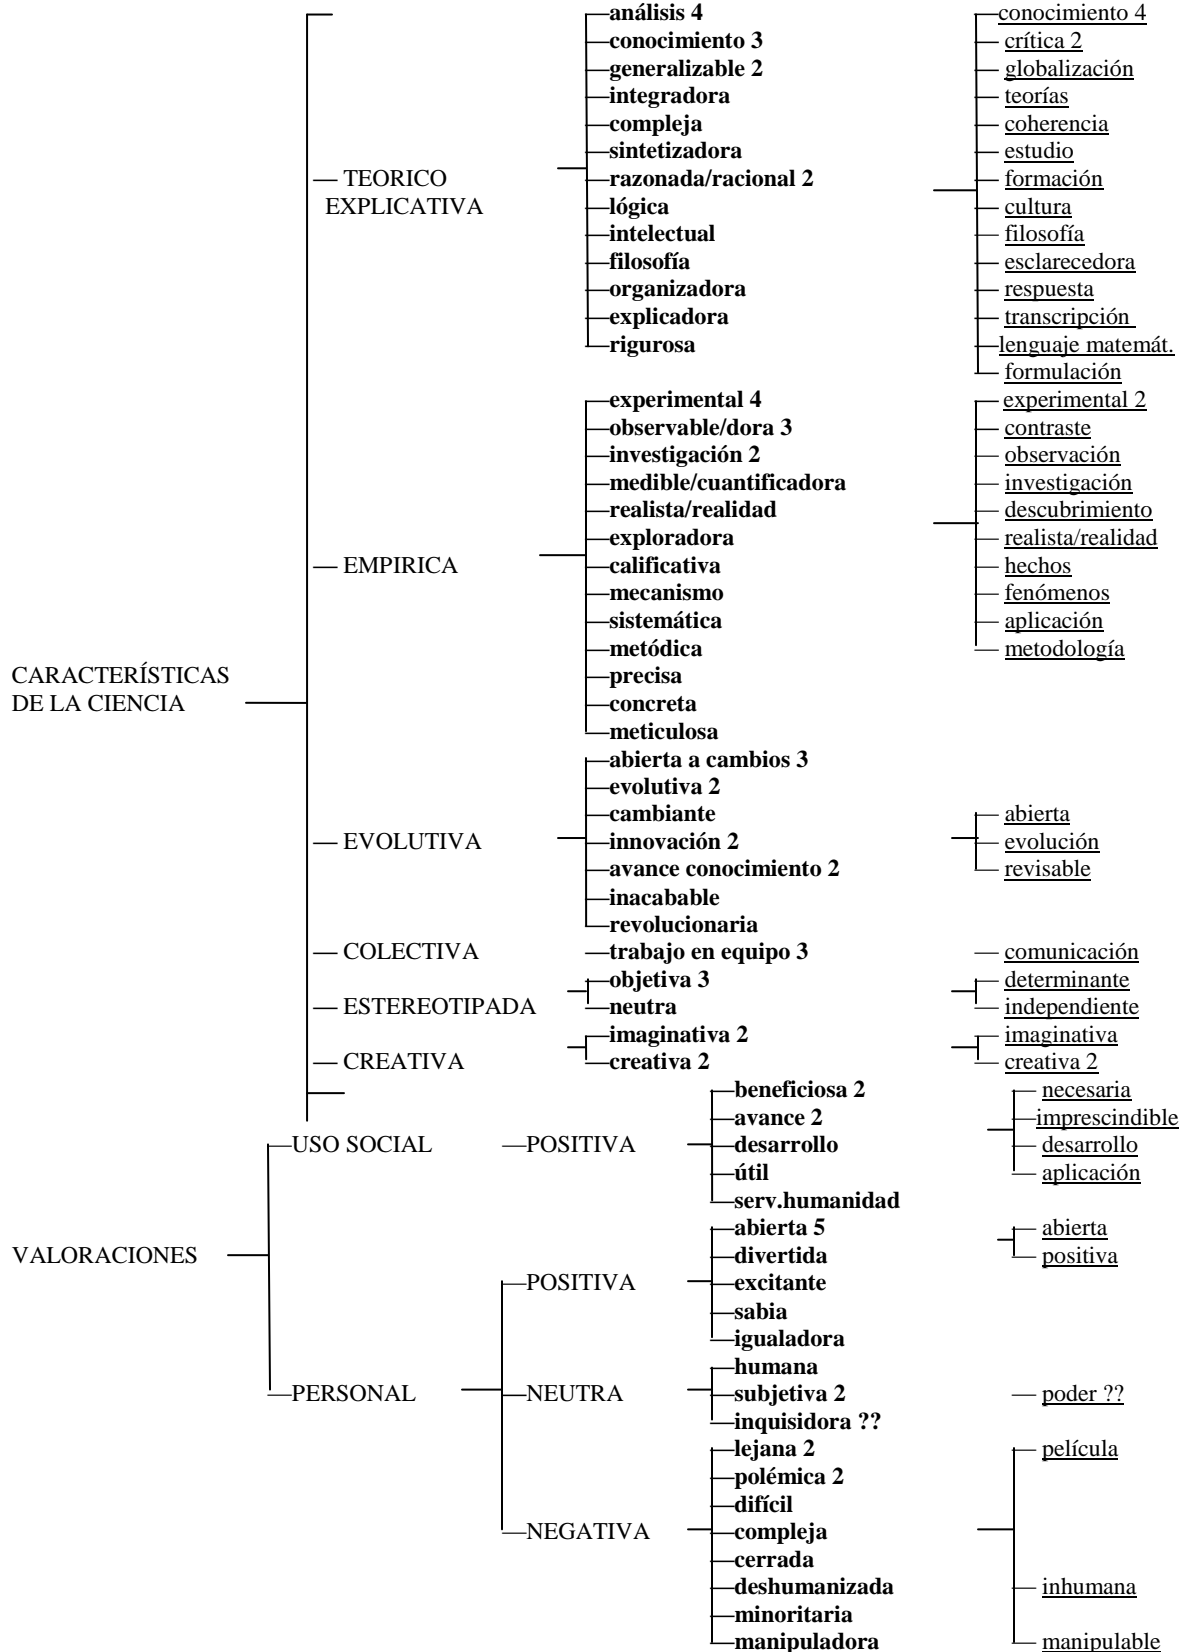 análisis 4 conocimiento 4
conocimiento 3 crítica 2
generalizable 2 globalización
integradora teorías
compleja coherencia
sintetizadora estudio
TEORICO razonada/racional 2 formación
EXPLICATIVA lógica cultura
intelectual filosofía
filosofía esclarecedora
organizadora respuesta
explicadora transcripción
rigurosa lenguaje matemát.
formulación
experimental 4 experimental 2
observable/dora 3 contraste
investigación 2 observación
medible/cuantificadora investigación
realista/realidad descubrimiento
exploradora realista/realidad
EMPIRICA calificativa hechos
mecanismo fenómenos
sistemática aplicación
metódica metodología
CARACTERÍSTICAS precisa
DE LA CIENCIA concreta
meticulosa
abierta a cambios 3
evolutiva 2
cambiante abierta
EVOLUTIVA innovación 2 evolución
avance conocimiento 2 revisable
inacabable
revolucionaria
COLECTIVA trabajo en equipo 3 comunicación
objetiva 3 determinante
ESTEREOTIPADA neutra independiente
imaginativa 2 imaginativa
CREATIVA creativa 2 creativa 2
beneficiosa 2 necesaria
avance 2 imprescindible
USO SOCIAL POSITIVA desarrollo desarrollo
útil aplicación
serv.humanidad
abierta 5 abierta
VALORACIONES divertida positiva
POSITIVA excitante
sabia
igualadora
humana
PERSONAL NEUTRA subjetiva 2 poder ??
inquisidora ??
lejana 2 película
polémica 2
difícil
NEGATIVA compleja
cerrada
deshumanizada inhumana
minoritaria
manipuladora manipulable